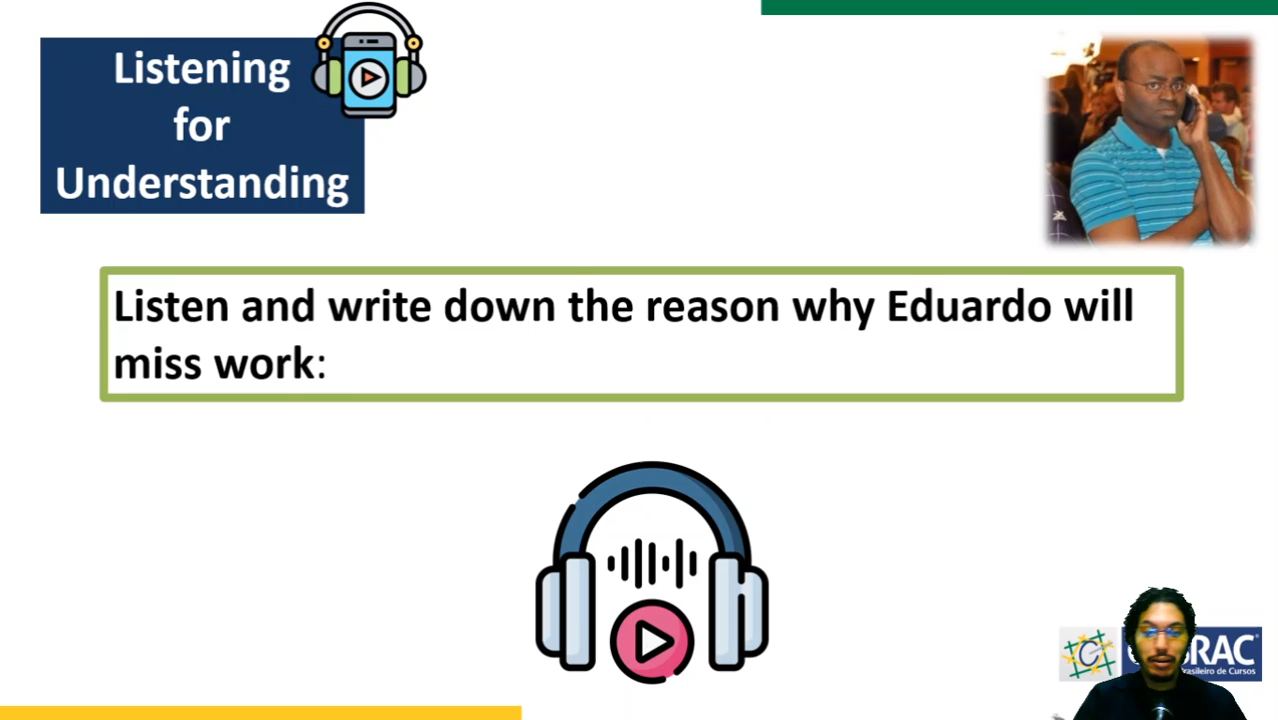 Listening
for
Understanding
Listen and write down the reason why Eduardo will
miss work: